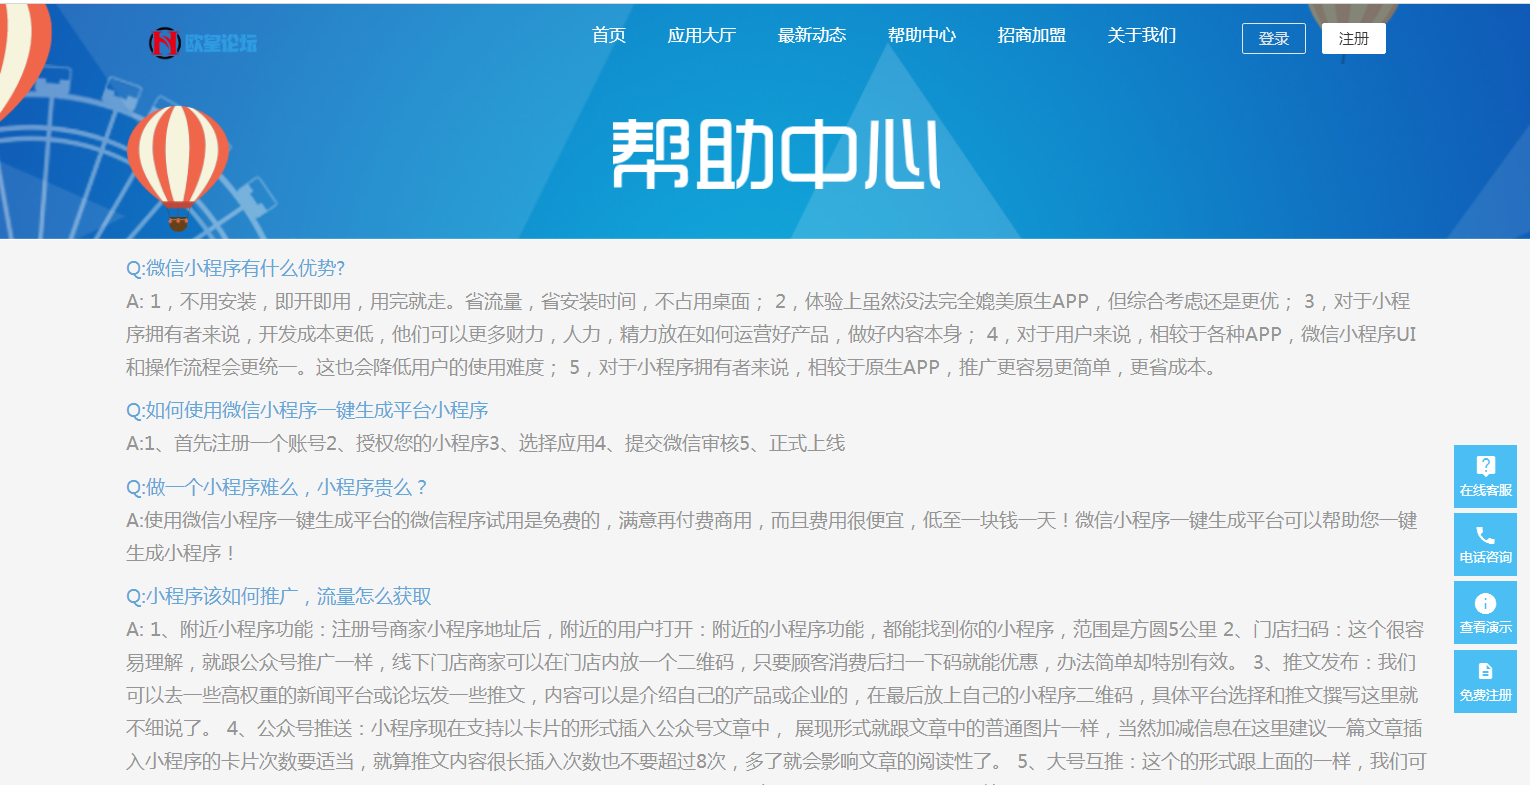 欧皇论坛
首页 应用大厅 最新动态 帮助中心 招商加盟 关于我们 登录 注册
帮助中心
Q:微信小程序有什么优势?
A: 1，不用安装，即开即用，用完就走。省流量，省安装时间，不占用桌面； 2，体验上虽然没法完全媲美原生APP，但综合考虑还是更优； 3，对于小程
序拥有者来说，开发成本更低，他们可以更多财力，人力，精力放在如何运营好产品，做好内容本身； 4，对于用户来说，相较于各种APP，微信小程序UI
和操作流程会更统一。这也会降低用户的使用难度； 5，对于小程序拥有者来说，相较于原生APP，推广更容易更简单，更省成本。
Q:如何使用微信小程序一键生成平台小程序
A:1、首先注册一个账号2、授权您的小程序3、选择应用4、提交微信审核5、正式上线
Q:做一个小程序难么，小程序贵么？
A:使用微信小程序一键生成平台的微信程序试用是免费的，满意再付费商用，而且费用很便宜，低至一块钱一天！微信小程序一键生成平台可以帮助您一键
生成小程序！
Q:小程序该如何推广，流量怎么获取
A: 1、附近小程序功能：注册号商家小程序地址后，附近的用户打开：附近的小程序功能，都能找到你的小程序，范围是方圆5公里 2、门店扫码：这个很容
易理解，就跟公众号推广一样，线下门店商家可以在门店内放一个二维码，只要顾客消费后扫一下码就能优惠，办法简单却特别有效。 3、推文发布：我们
可以去一些高权重的新闻平台或论坛发一些推文，内容可以是介绍自己的产品或企业的，在最后放上自己的小程序二维码，具体平台选择和推文撰写这里就
不细说了。 4、公众号推送：小程序现在支持以卡片的形式插入公众号文章中， 展现形式就跟文章中的普通图片一样，当然加减信息在这里建议一篇文章插
入小程序的卡片次数要适当，就算推文内容很长插入次数也不要超过8次，多了就会影响文章的阅读性了。 5、大号互推：这个的形式跟上面的一样，我们可
在线客服
电话咨询
查看演示
免费注册